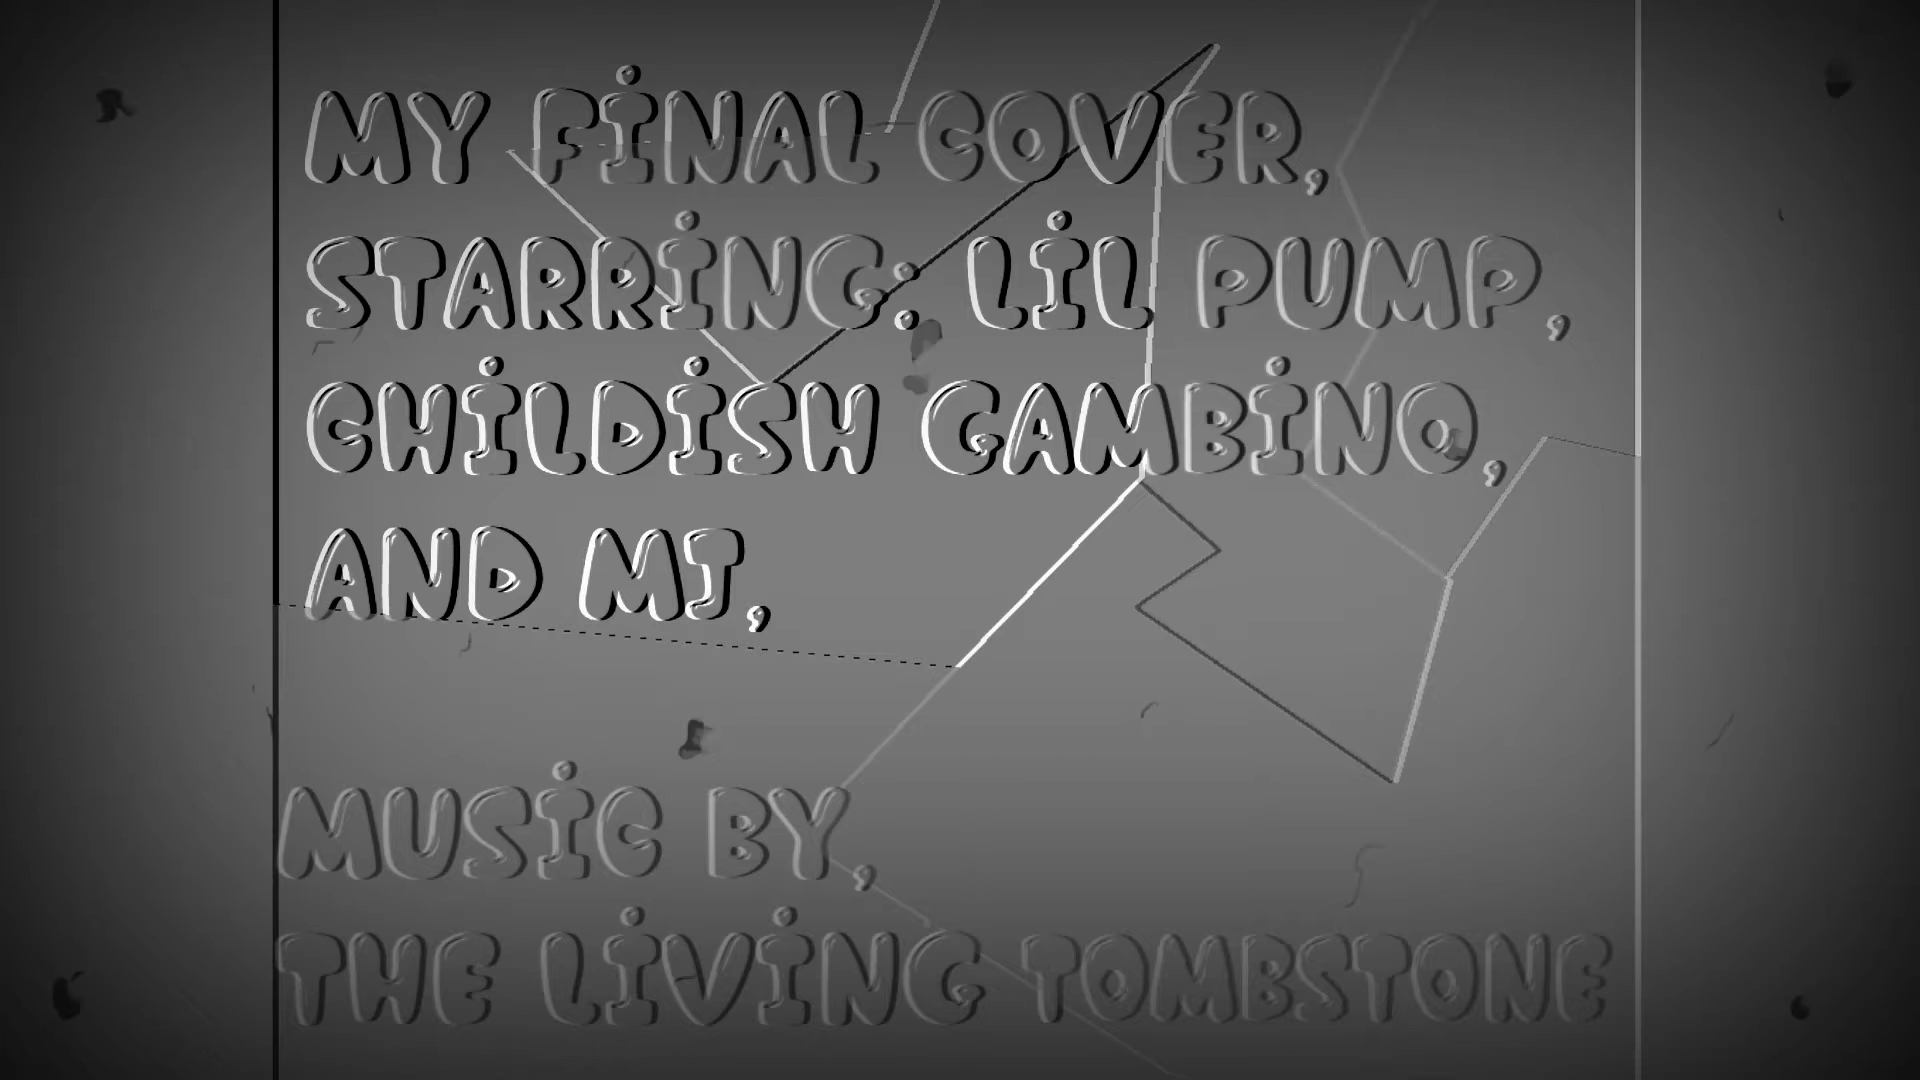 MY FİNAL COVER,
STARRİNG: LİL PUMP,
CHİLDİSH GAMBİNO,
AND MI,
MUSİC BY,
THE LİVİNG TOMBSTONE